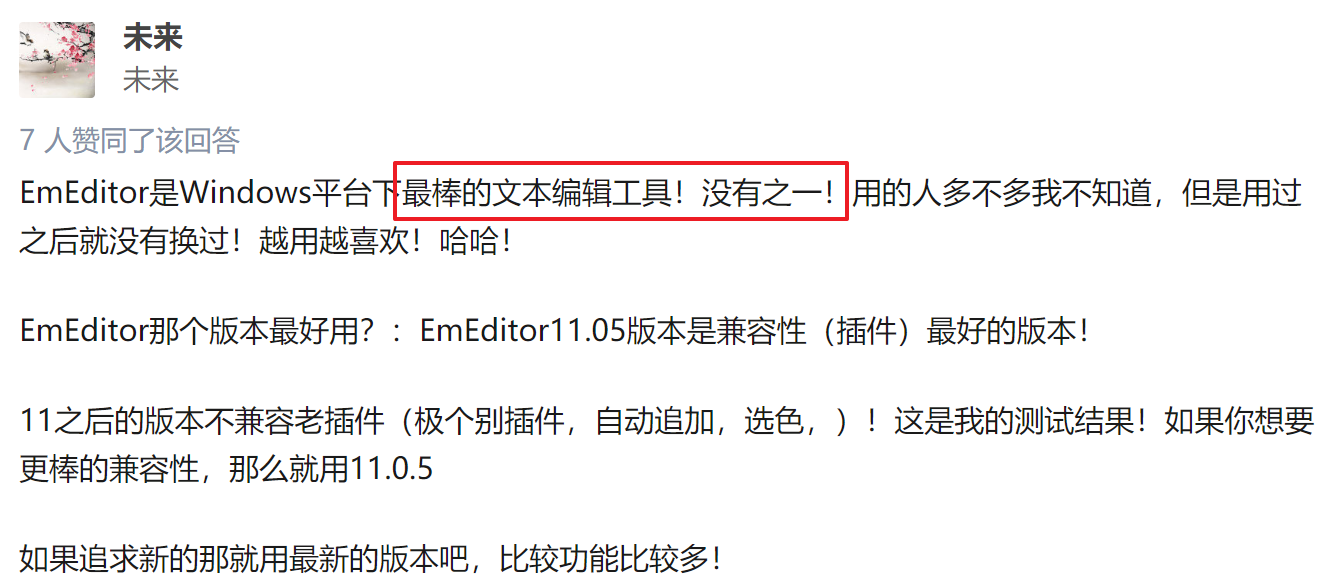 未来
未来
7 人赞同了该回答
EmEditor是Windows平台下最棒的文本编辑工具！没有之一！用的人多不多我不知道，但是用过
之后就没有换过！越用越喜欢！哈哈！
EmEditor那个版本最好用？：EmEditor11.05版本是兼容性（插件）最好的版本！
11之后的版本不兼容老插件（极个别插件，自动追加，选色，）！这是我的测试结果！如果你想要
更棒的兼容性，那么就用11.0.5
如果追求新的那就用最新的版本吧，比较功能比较多！